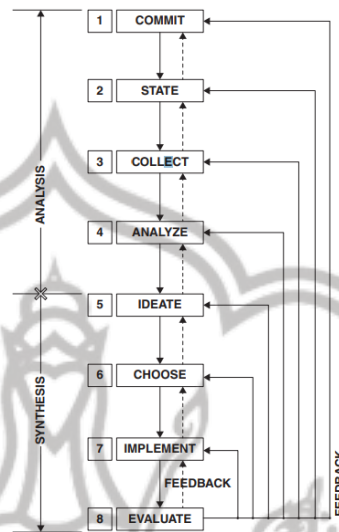 1 COMMIT
2 STATE
3 COLLECT
ANALYSIS
4 ANALYZE
5 IDEATE
6 CHOOSE
SYNTHESIS
7 IMPLEMENT
FEEDBACK
FEEDBACK
8 EVALUATE